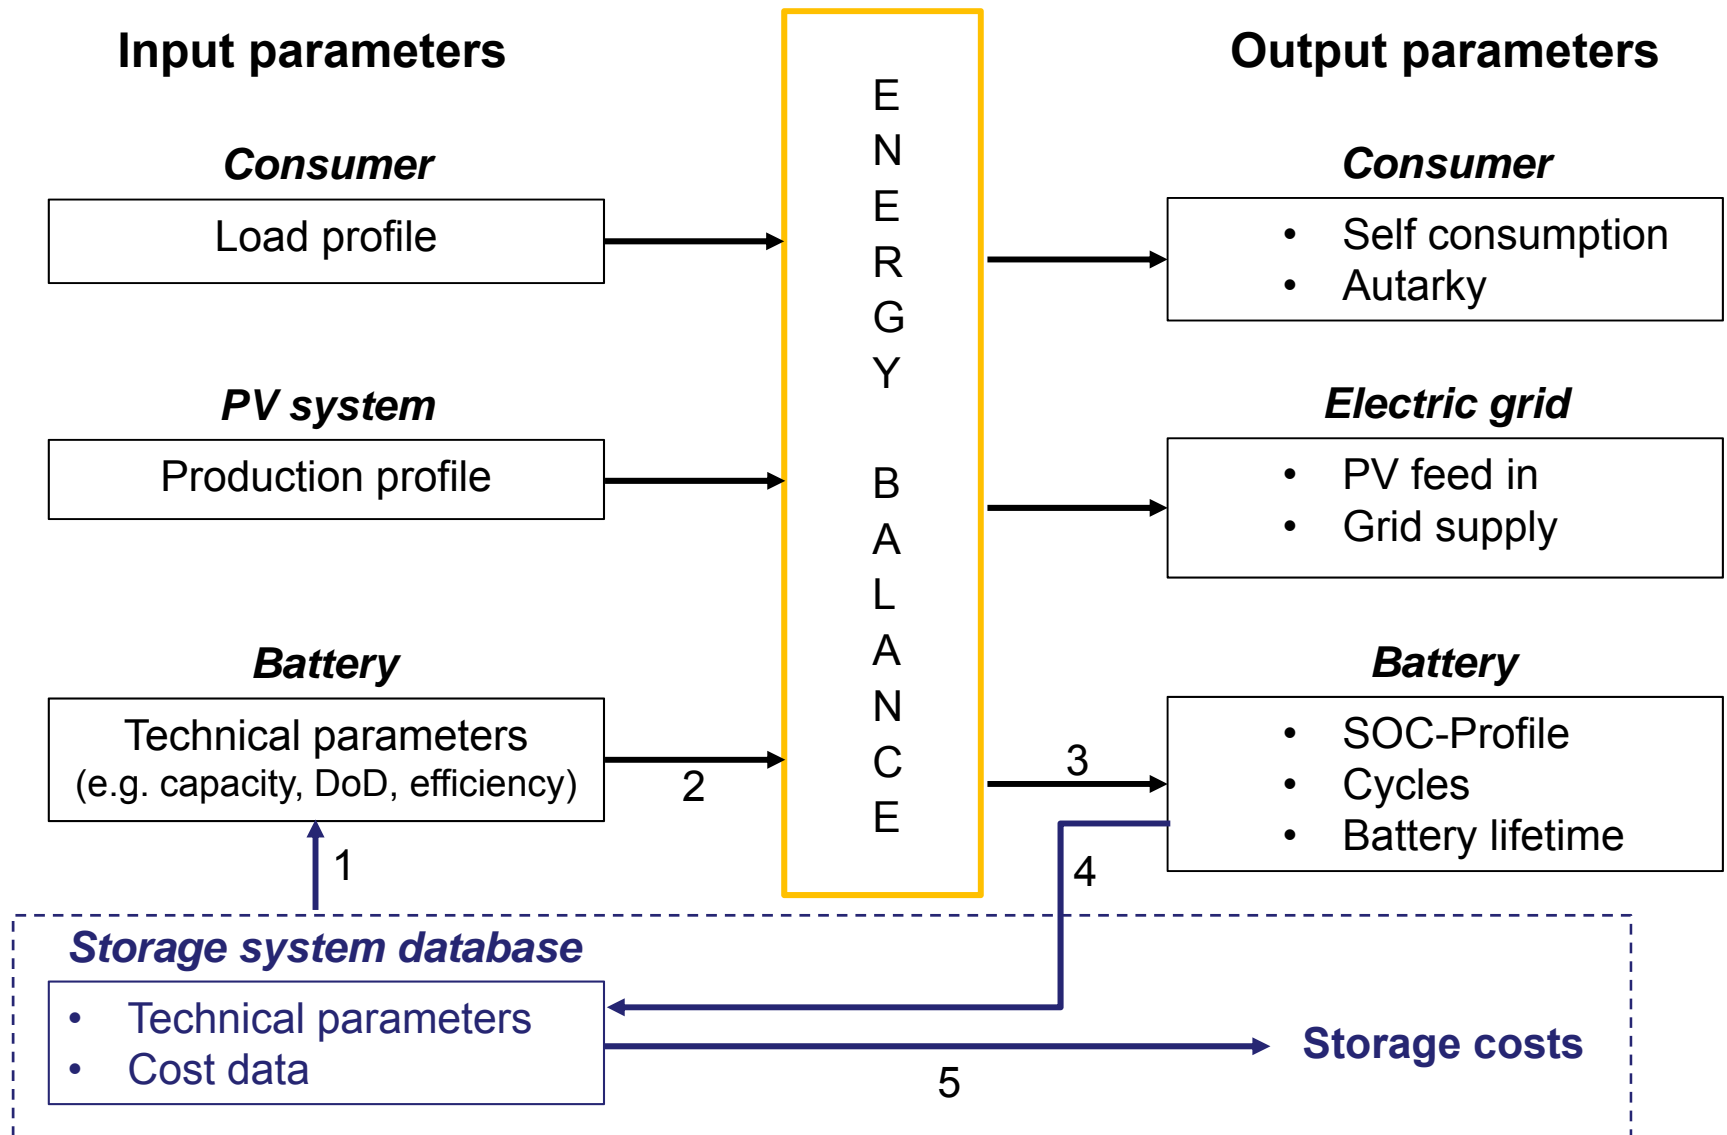 Input parameters
Output parameters
Consumer
Load profile
PV system
Production profile
Battery
Technical parameters
(e.g. capacity, DoD, efficiency)
2
1
E
N
E
R
G
Y
B
A
L
A
N
C
E
Consumer
• Self consumption
• Autarky
Electric grid
• PV feed in
• Grid supply
Battery
3
• SOC-Profile
• Cycles
• Battery lifetime
4
Storage system database
• Technical parameters
• Cost data
5
Storage costs